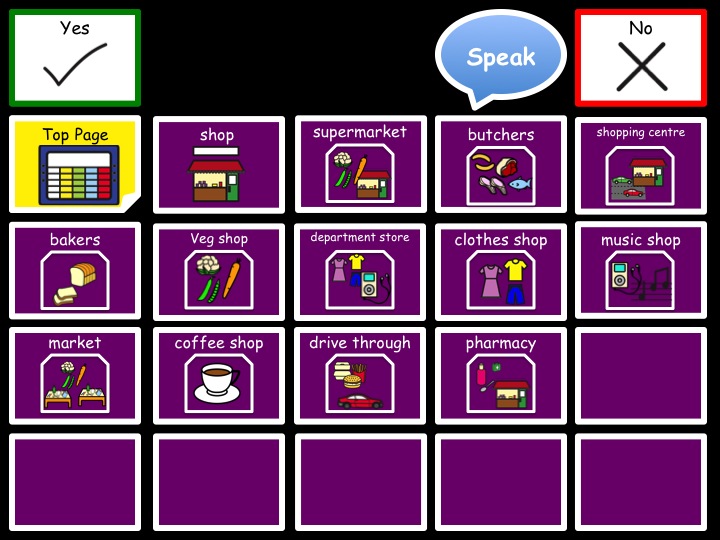 Yes
Speak
No
Top Page
shop
supermarket
butchers
shopping centre
bakers
Veg shop
department store
clothes shop
music shop
market
coffee shop
drive through
pharmacy